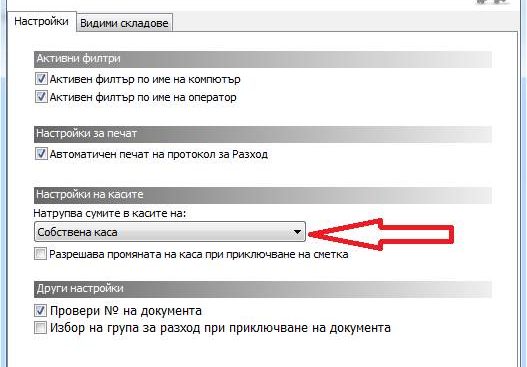 Настройки
Видими складове
Активни филтри
Активен филтър по име на компютър
Активен филтър по име на оператор
Настройки за печат
Автоматичен печат на протокол за Разход
Настройки на касите
Натрупва сумите в касите на:
Собствена каса
Разрешава промяната на каса при приключване на сметка
Други настройки
Провери № на документа
Избор на група за разход при приключване на документа